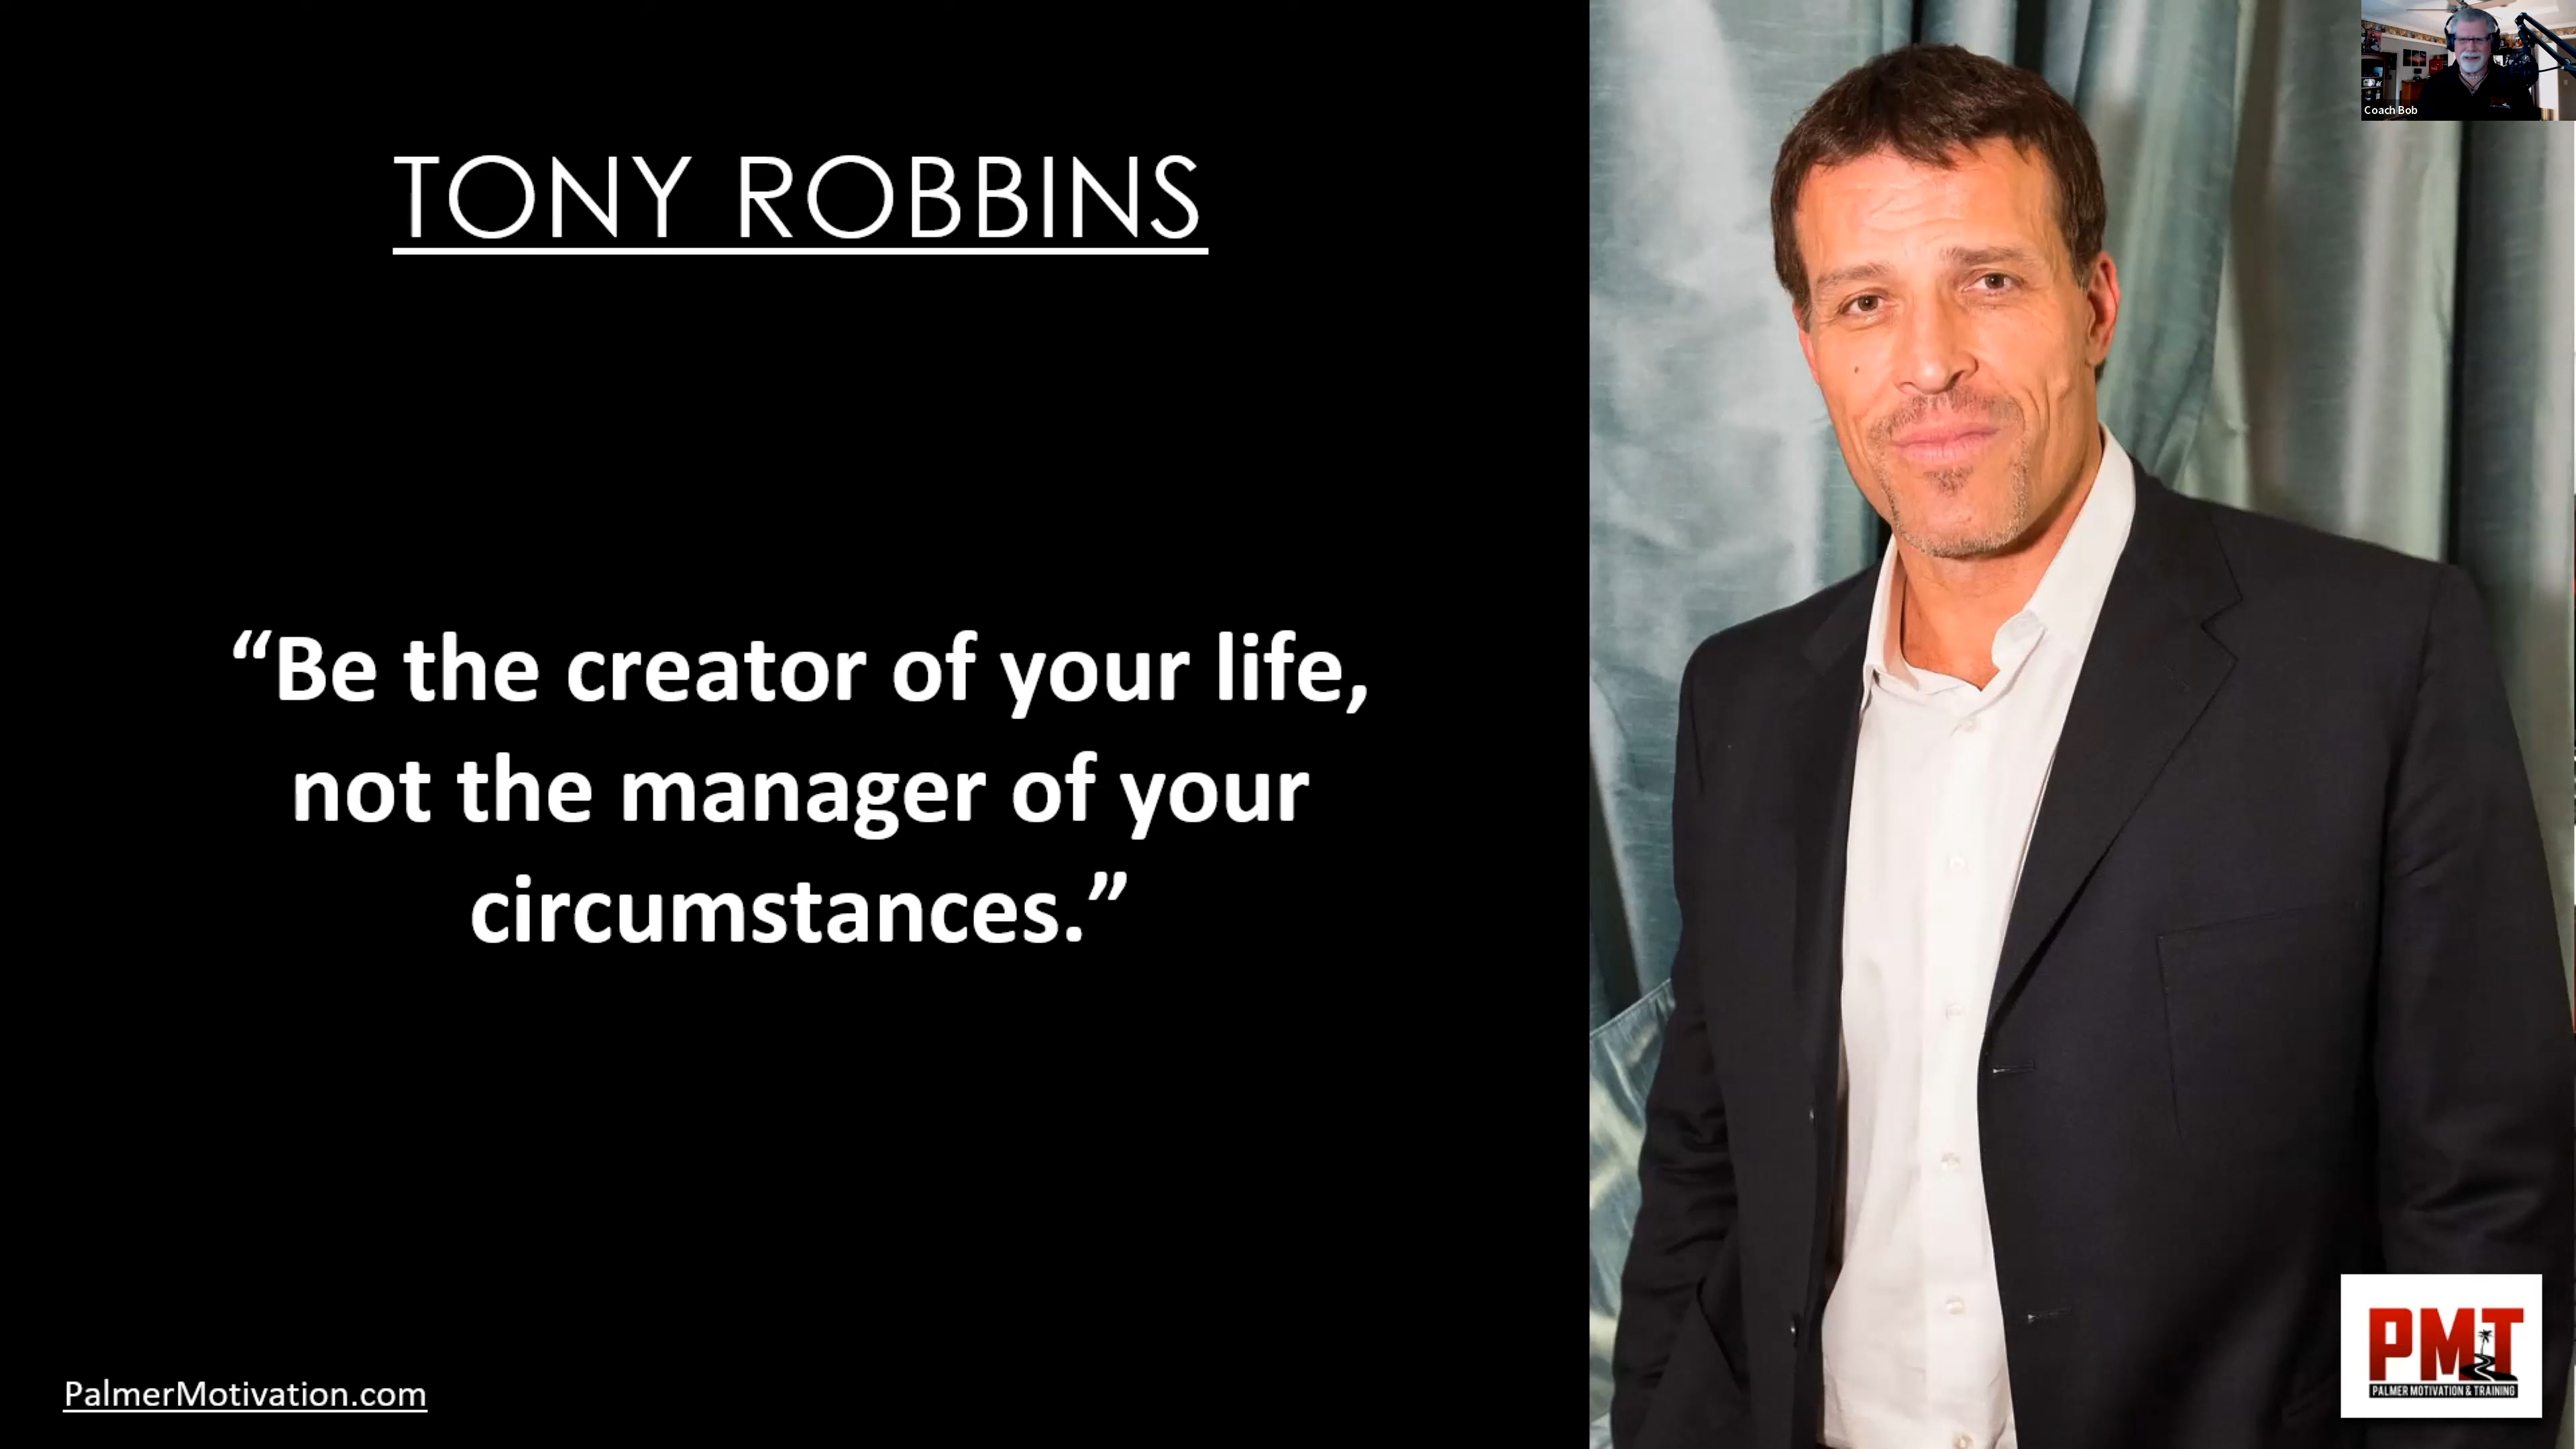 Coach Bob
TONY ROBBINS
“Be the creator of your life,
not the manager of your
circumstances.”
PalmerMotivation.com
PMT
PALMER MOTIVATION & TRAINING